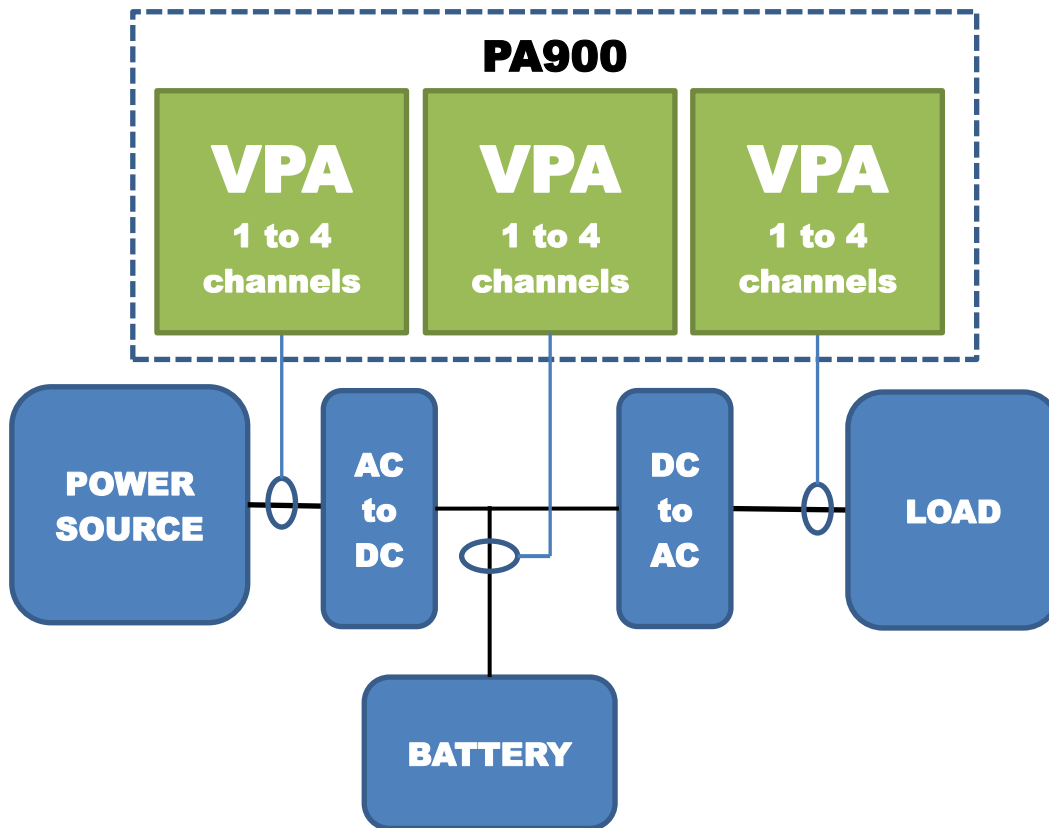 PA900
VPA
1 to 4
channels
VPA
1 to 4
channels
VPA
1 to 4
channels
POWER
SOURCE
AC
to
DC
DC
to
AC
LOAD
BATTERY